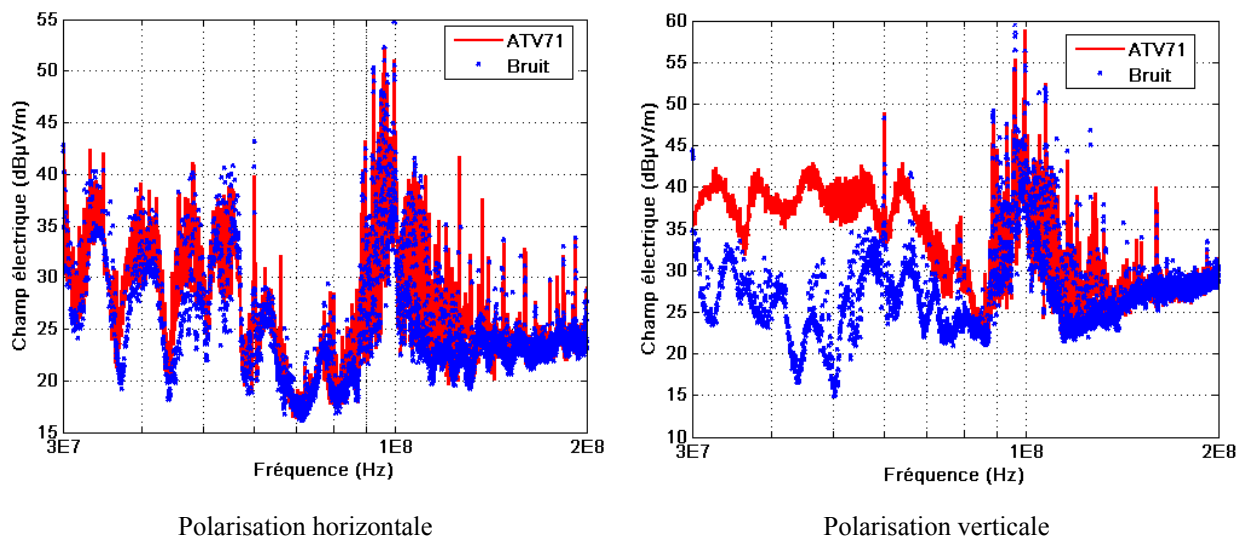 55
50
45
40
35
30
25
20
15
Champ électrique (dBµV/m)
ATV71
Bruit
3E7
1E8
2E8
Fréquence (Hz)
Polarisation horizontale
60
55
50
45
40
35
30
25
20
15
10
Champ électrique (dBµV/m)
ATV71
Bruit
3E7
1E8
2E8
Fréquence (Hz)
Polarisation verticale